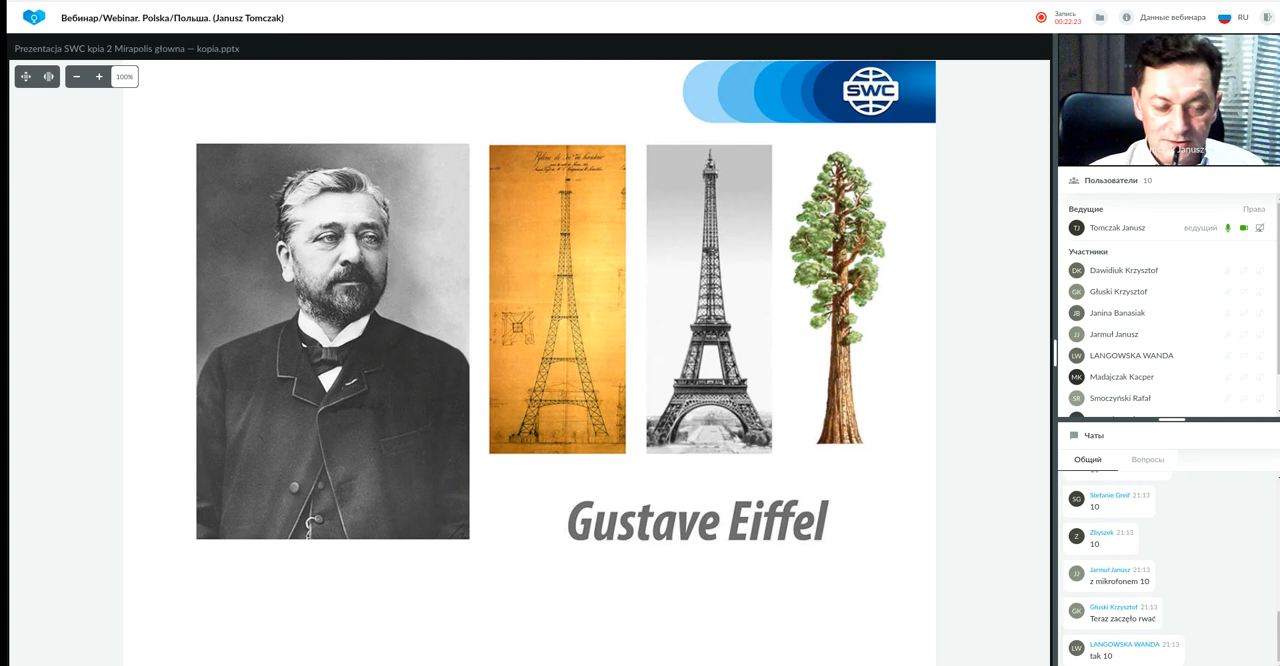 Вебинар/Webinar. Polska/Польша. (Janusz Tomczak)
Запись
00:22:23
Данные вебинара
RU
Prezentacja SWC kpia 2 Mirapolis głowna — kopia.pptx
100%
SWC
Gustave Eiffel
Janusz
Пользователи 10
Ведущие
Права
TJ
Tomczak Janusz
ведущий
Участники
DK
Dawidiuk Krzysztof
GK
Głuski Krzysztof
JB
Janina Banasiak
JJ
Jarmuł Janusz
LW
LANGOWSKA WANDA
MK
Madajczak Kacper
SR
Smoczyński Rafał
Чаты
Общий
Вопросы
SG
Stefanie Greif 21:13
10
Z
Zbyszek 21:13
10
JJ
Jarmuł Janusz 21:13
z mikrofonem 10
GK
Głuski Krzysztof 21:13
Teraz zaczęło rwać
LW
LANGOWSKA WANDA 21:13
tak 10